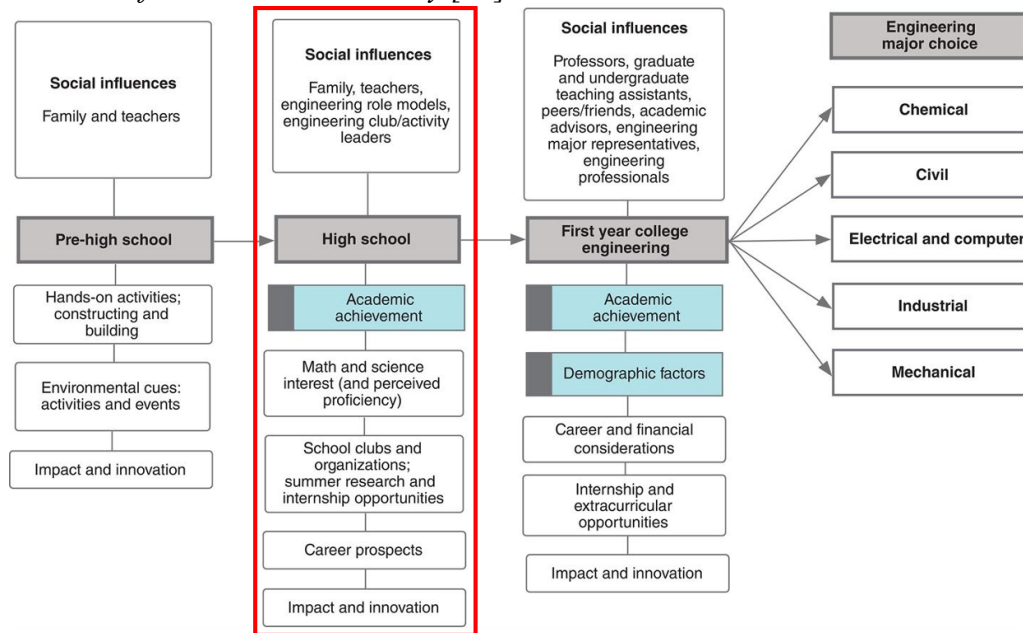 Social influences
Family and teachers
Pre-high school
Hands-on activities;
constructing and
building
Environmental cues:
activities and events
Impact and innovation
Social influences
Family, teachers,
engineering role models,
engineering club/activity
leaders
High school
Academic
achievement
Math and science
interest (and perceived
proficiency)
School clubs and
organizations;
summer research and
internship opportunities
Career prospects
Impact and innovation
Social influences
Professors, graduate
and undergraduate
teaching assistants,
peers/friends, academic
advisors, engineering
major representatives,
engineering
professionals
First year college
engineering
Academic
achievement
Demographic factors
Career and financial
considerations
Internship and
extracurricular
opportunities
Impact and innovation
Engineering
major choice
Chemical
Civil
Electrical and computer
Industrial
Mechanical